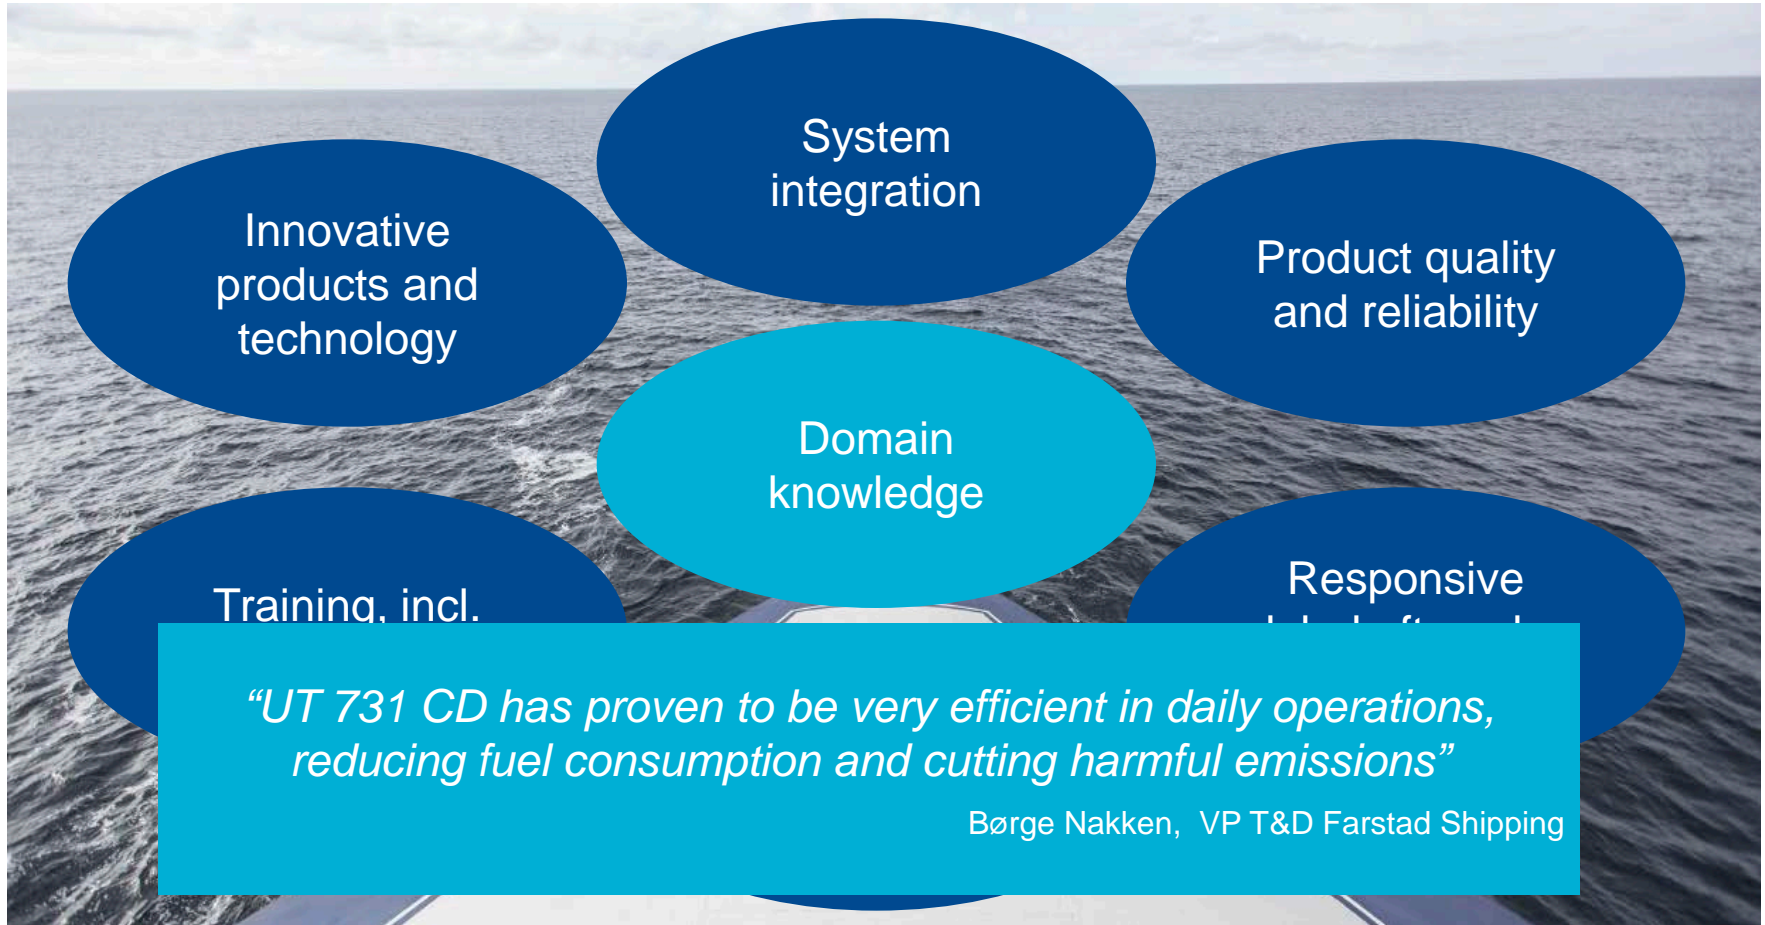 System
integration
Innovative
products and
technology
Product quality
and reliability
Domain
knowledge
Training, incl.
Responsive
“UT 731 CD has proven to be very efficient in daily operations,
reducing fuel consumption and cutting harmful emissions”
Børge Nakken,  VP T&D Farstad Shipping